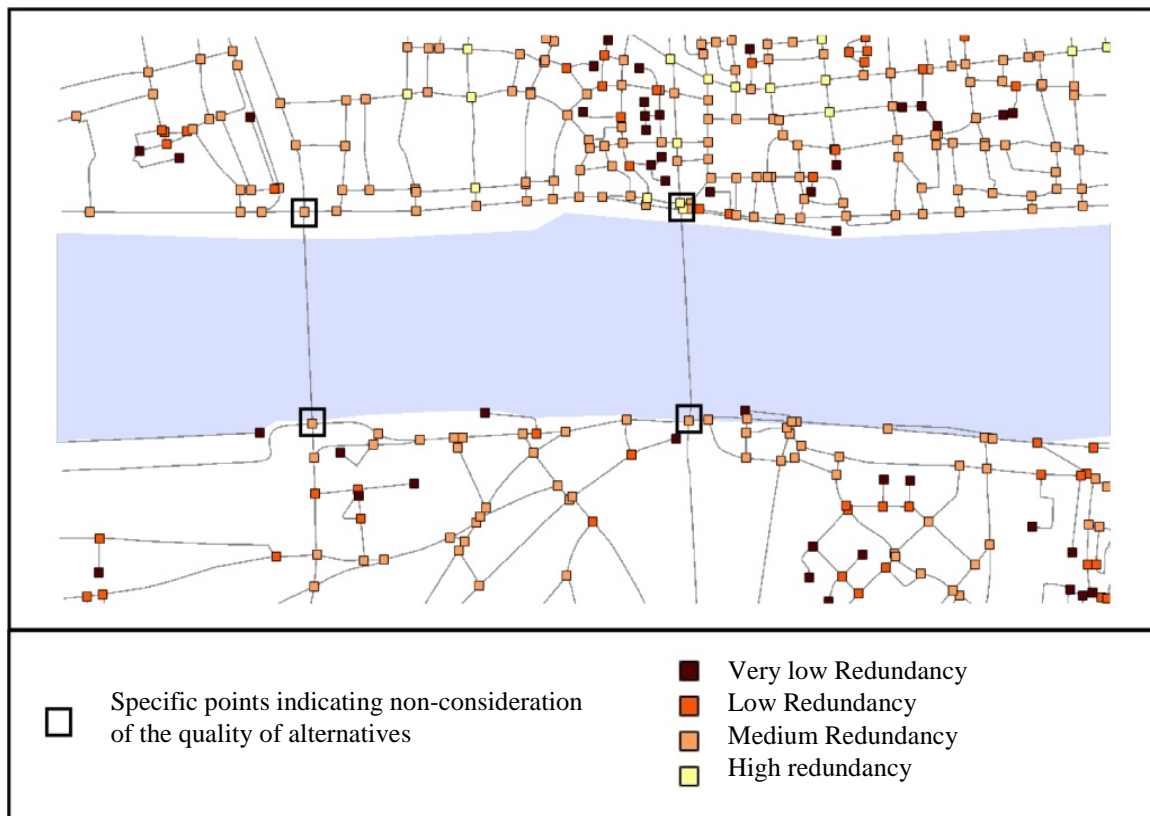 Specific points indicating non-consideration
of the quality of alternatives
Very low Redundancy
Low Redundancy
Medium Redundancy
High redundancy